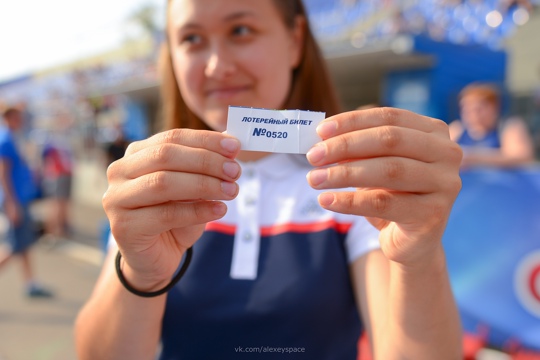 ЛОТЕРЕЙНЫЙ БИЛЕТ
№0520
vk.com/alexeyspace